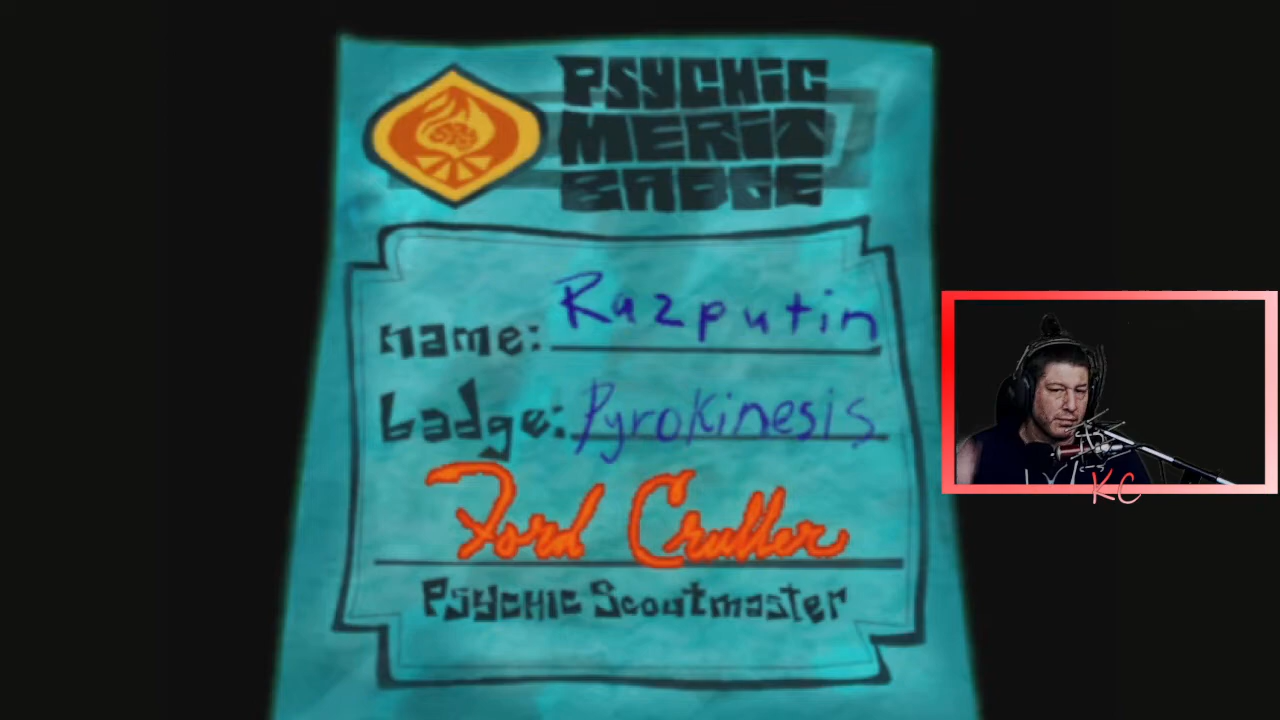 PSYCHIC
MERIT
BADGE
name: Razputin
badge: Pyrokinesis
Ford Cruller
Psychic Scoutmaster
KC